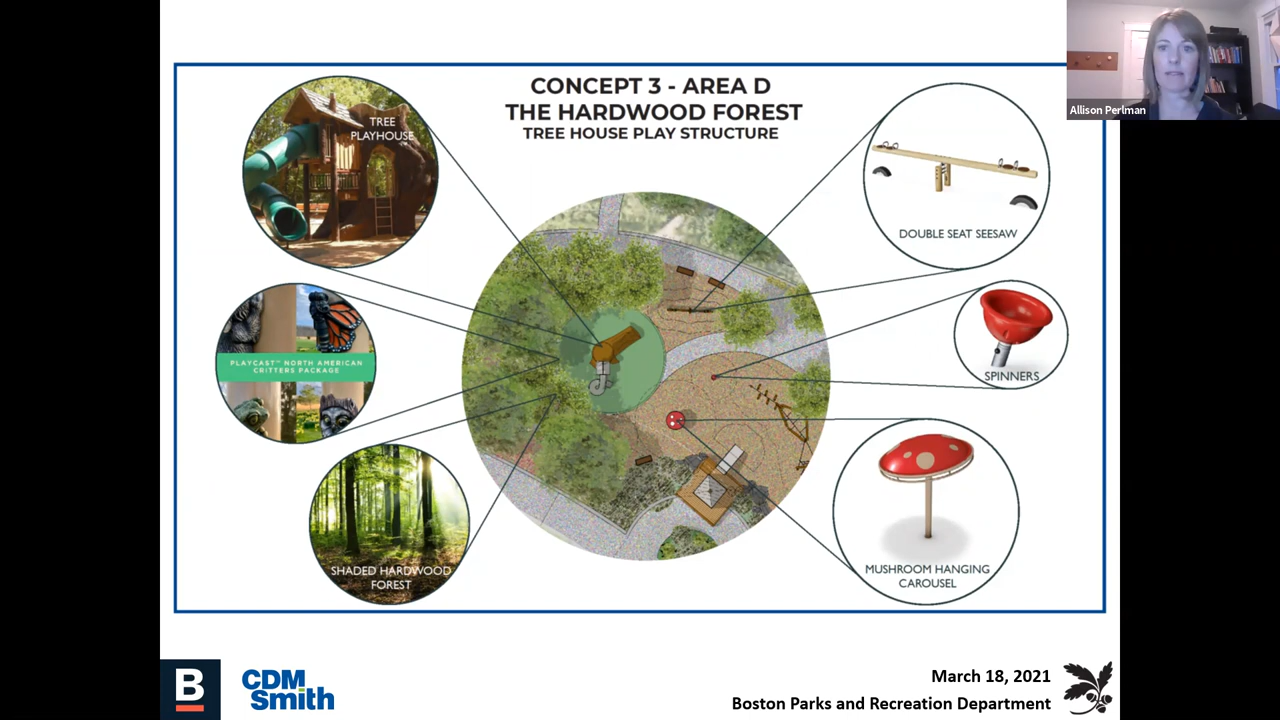 Allison Perlman
CONCEPT 3 - AREA D
THE HARDWOOD FOREST
TREE HOUSE PLAY STRUCTURE
TREE
PLAYHOUSE
DOUBLE SEAT SEESAW
PLAYCAST™ NORTH AMERICAN
CRITTERS PACKAGE
SPINNERS
SHADED HARDWOOD
FOREST
MUSHROOM HANGING
CAROUSEL
B
CDM
Smith
March 18, 2021
Boston Parks and Recreation Department